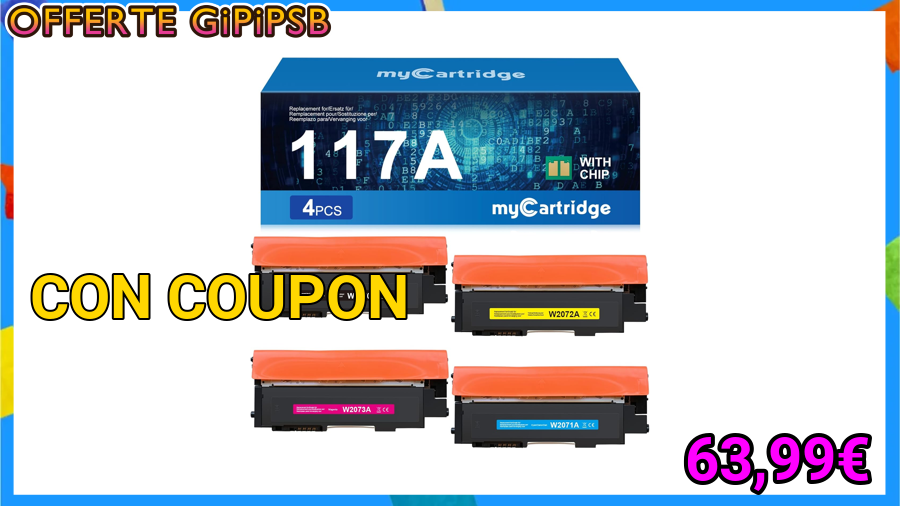 OFFERTE GiPiPSB
myCartridge
Replacement for/Ersatz für/
Remplacement pour/Sostituzione per/
Reemplazo para/Vervanging voor/
117A
WITH
CHIP
4PCS
myCartridge
CON COUPON
W2072A
W2073A
W2071A
63,99€